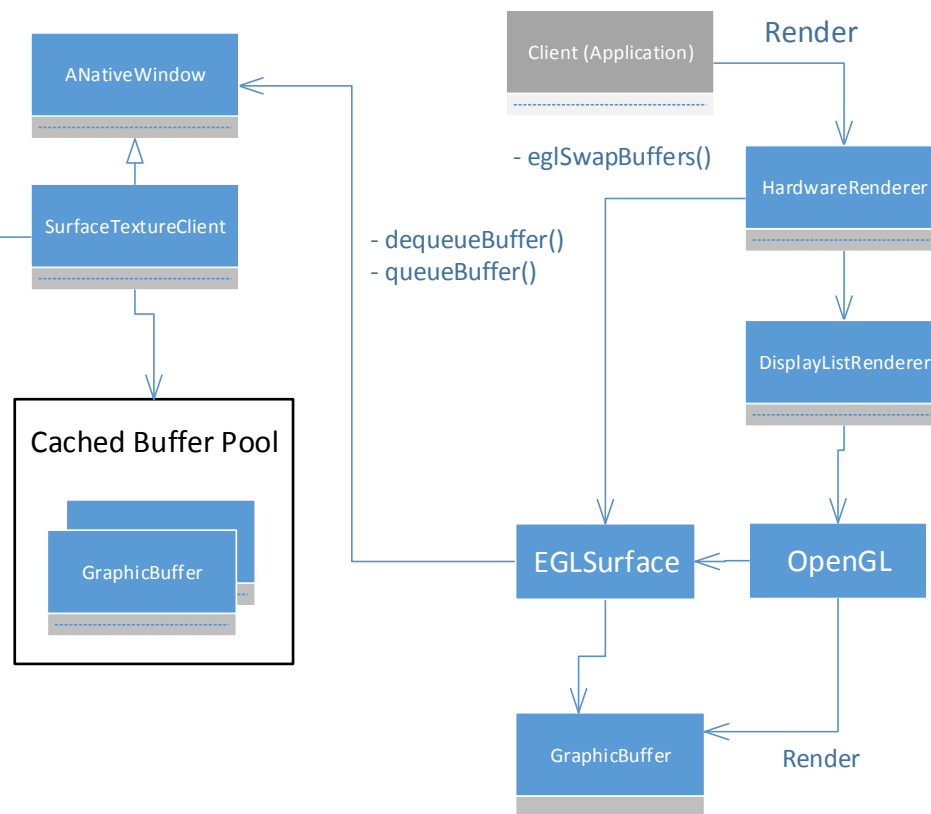 Client (Application)
Render
ANativeWindow
- eglSwapBuffers()
HardwareRenderer
SurfaceTextureClient
- dequeueBuffer()
- queueBuffer()
DisplayListRenderer
Cached Buffer Pool
GraphicBuffer
EGLSurface
OpenGL
GraphicBuffer
Render